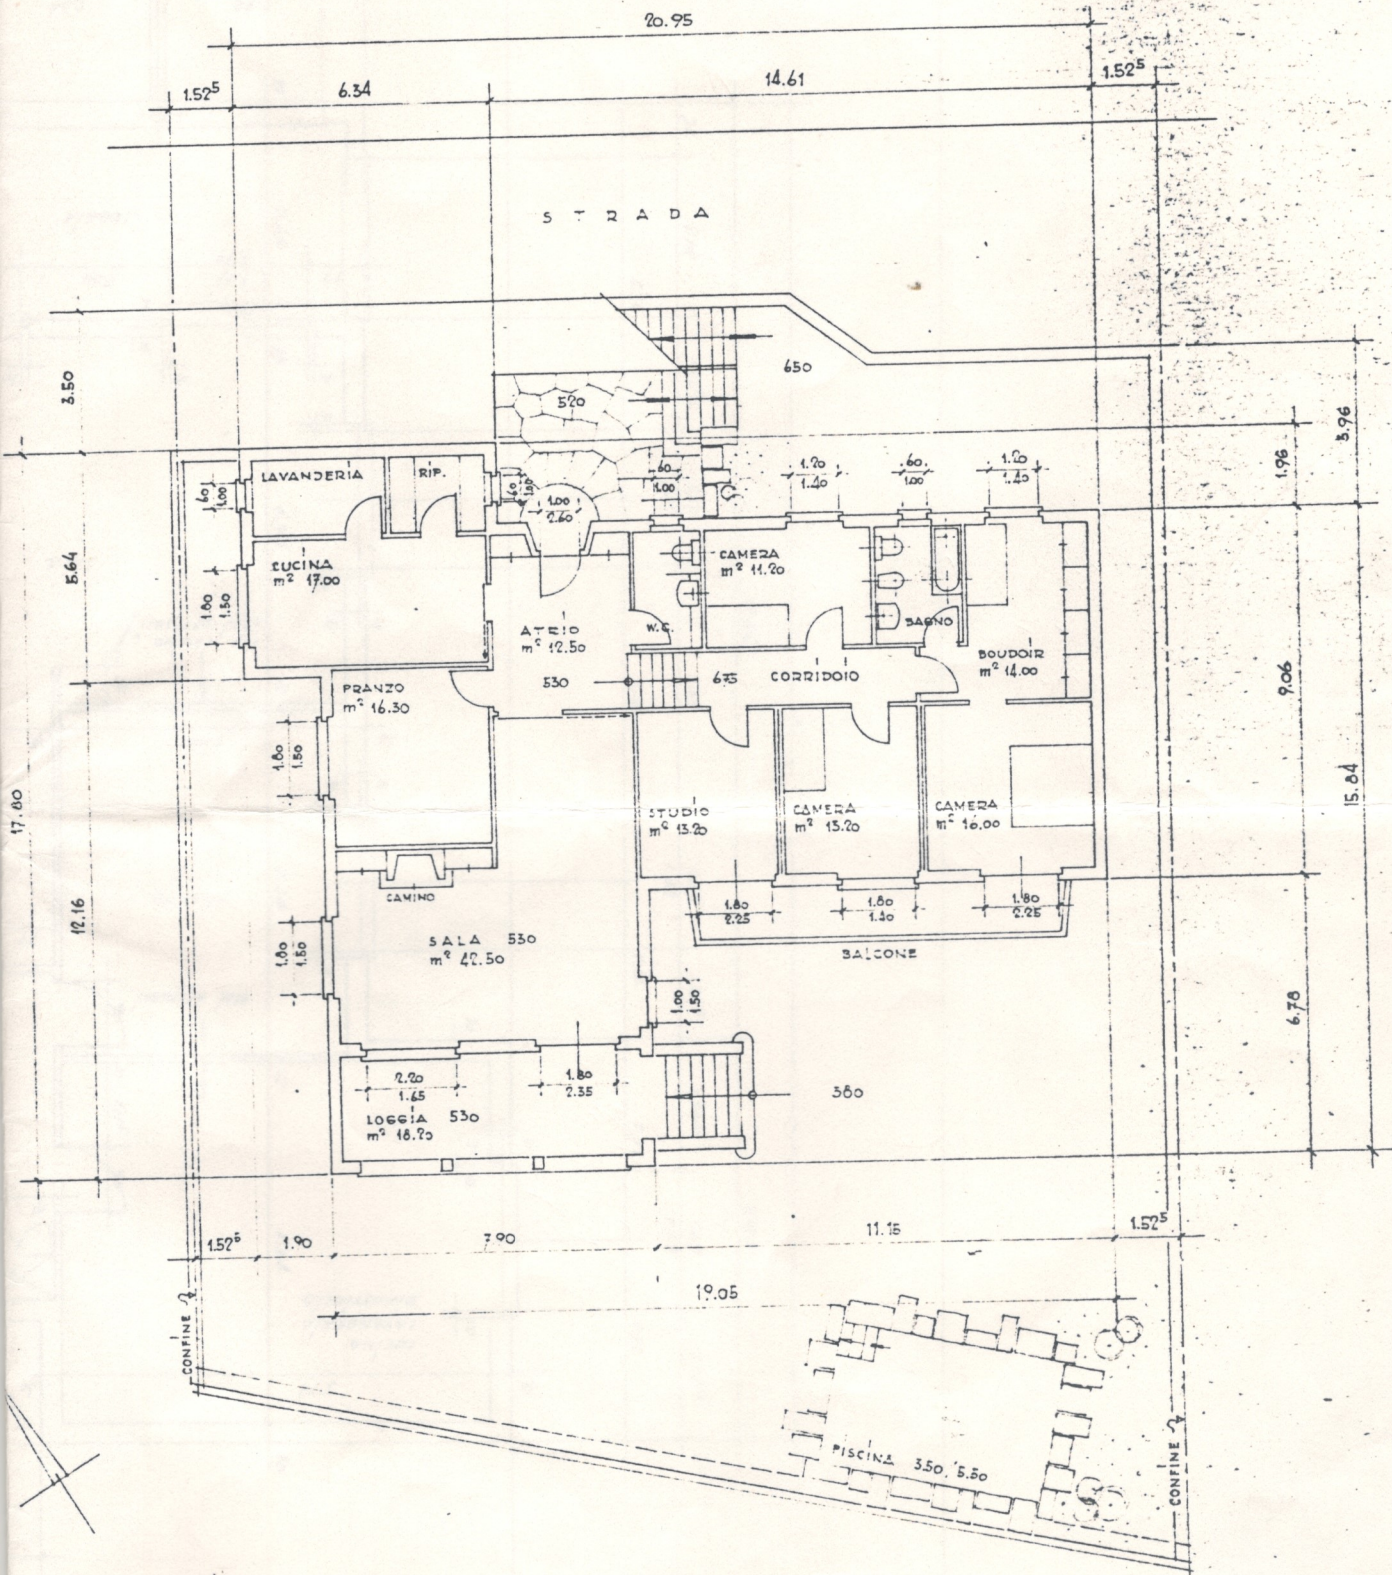 20.95
1.52⁵ 6.34 14.61 1.52⁵
STRADA
3.50
650
520
3.96
1.96
LAVANDERIA
RIP.
60
1.00
60
1.00
1.00
2.60
60
1.00
1.20
1.40
60
1.00
1.20
1.40
5.64
CUCINA
m² 17.00
1.80
1.50
ATRIO
m² 12.50
W.C.
CAMERA
m² 11.20
BAGNO
BOUDOIR
m² 14.00
9.06
530
675
CORRIDOIO
PRANZO
m² 16.30
1.80
1.50
17.80
15.84
STUDIO
m² 13.20
CAMERA
m² 13.20
CAMERA
m² 16.00
CAMINO
12.16
1.80
2.25
1.80
1.80
2.25
BALCONE
SALA 530
m² 42.50
1.80
1.50
1.00
1.50
6.78
2.20
1.65
1.80
2.35
380
LOGGIA 530
m² 18.20
1.52⁵ 1.90 7.90 11.15 1.52⁵
19.05
CONFINE
PISCINA 3.50/5.50
CONFINE